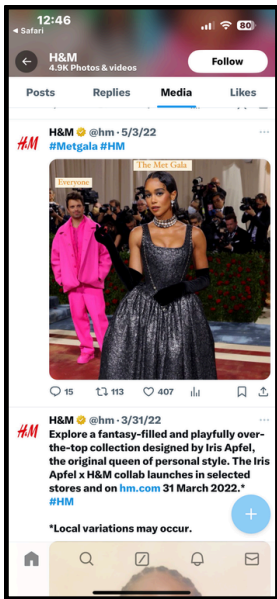 12:46
80
Safari
H&M
4.9K Photos & videos
Follow
Posts
Replies
Media
Likes
H&M
H&M @hm · 5/3/22
#Metgala #HM
The Met Gala
Everyone
15
113
407
H&M
H&M @hm · 3/31/22
Explore a fantasy-filled and playfully over-
the-top collection designed by Iris Apfel,
the original queen of personal style. The Iris
Apfel x H&M collab launches in selected
stores and on hm.com 31 March 2022.*
#HM
*Local variations may occur.